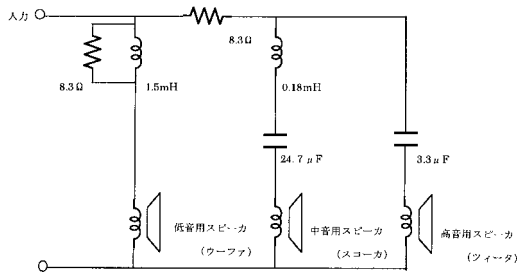 入力
8.3Ω
8.3Ω
1.5mH
0.18mH
24.7μF
3.3μF
低音用スピーカ
(ウーファ)
中音用スピーカ
(スコーカ)
高音用スピーカ
(ツィータ)